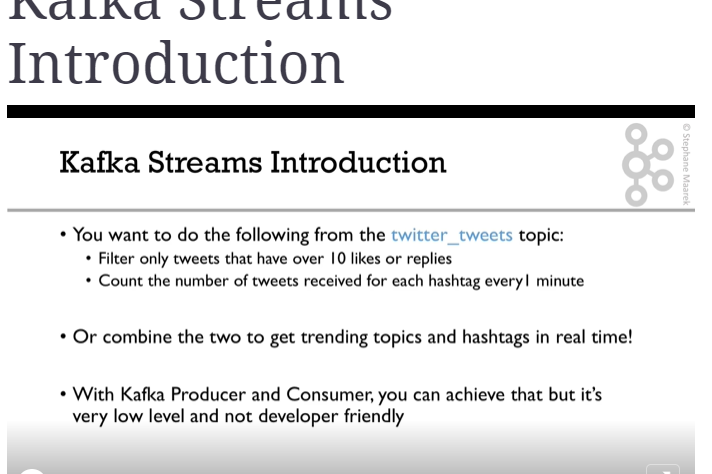 Kafka Streams
Introduction
Kafka Streams Introduction
© Stephane Maarek
• You want to do the following from the twitter_tweets topic:
• Filter only tweets that have over 10 likes or replies
• Count the number of tweets received for each hashtag every1 minute
• Or combine the two to get trending topics and hashtags in real time!
• With Kafka Producer and Consumer, you can achieve that but it's
very low level and not developer friendly